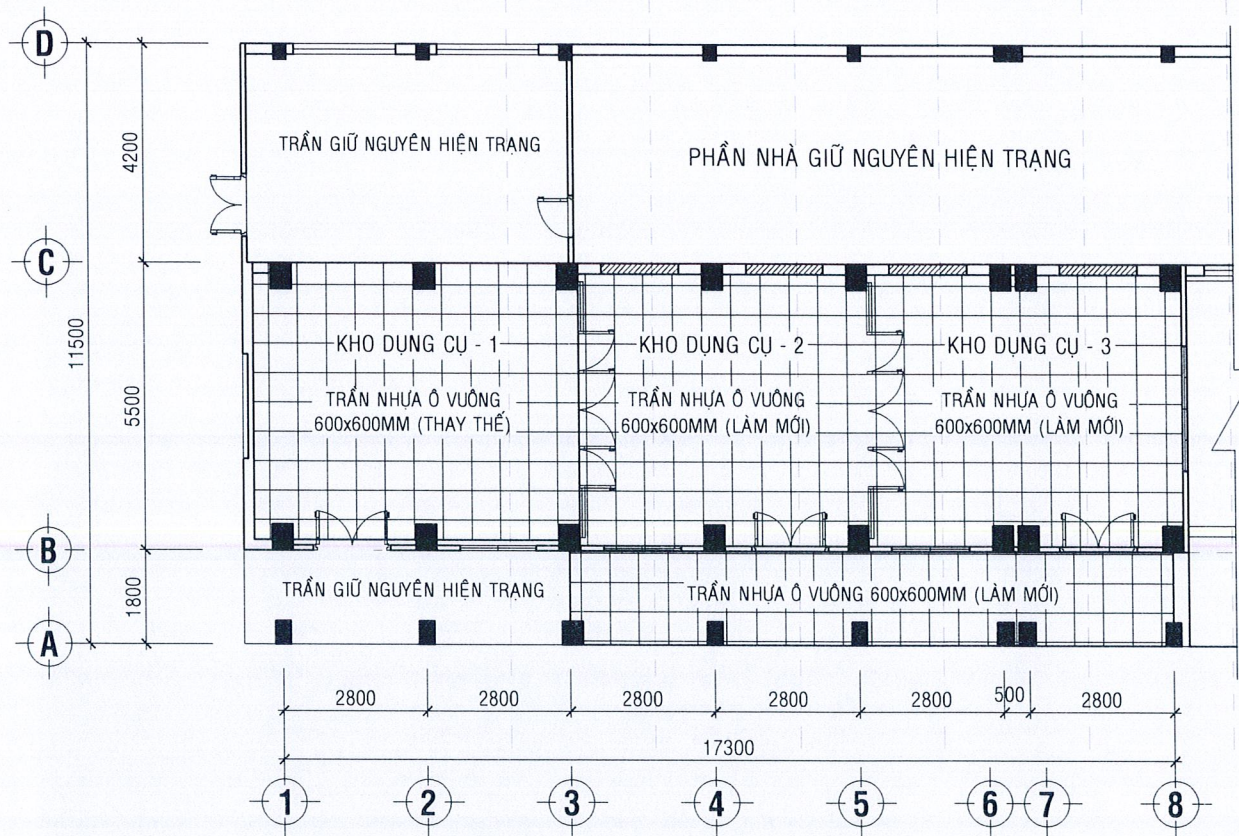 D
4200
TRẦN GIỮ NGUYÊN HIỆN TRẠNG
PHẦN NHÀ GIỮ NGUYÊN HIỆN TRẠNG
C
11500
5500
KHO DỤNG CỤ - 1
TRẦN NHỰA Ô VUÔNG
600x600MM (THAY THẾ)
KHO DỤNG CỤ - 2
TRẦN NHỰA Ô VUÔNG
600x600MM (LÀM MỚI)
KHO DỤNG CỤ - 3
TRẦN NHỰA Ô VUÔNG
600x600MM (LÀM MỚI)
B
1800
TRẦN GIỮ NGUYÊN HIỆN TRẠNG
TRẦN NHỰA Ô VUÔNG 600x600MM (LÀM MỚI)
A
2800 2800 2800 2800 2800 500 2800
17300
1 2 3 4 5 6 7 8